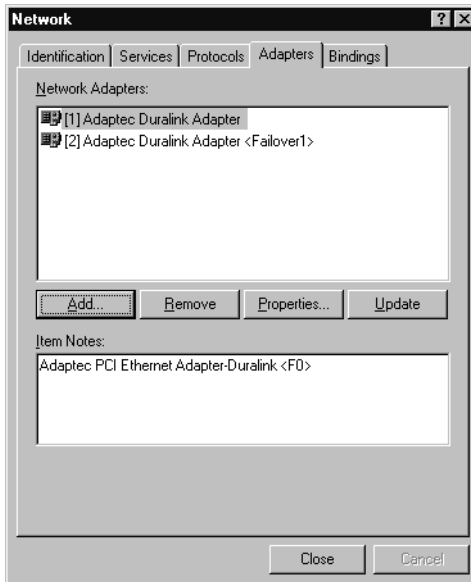 Network
Identification Services Protocols Adapters Bindings
Network Adapters:
[1] Adaptec Duralink Adapter
[2] Adaptec Duralink Adapter <Failover1>
Add... Remove Properties... Update
Item Notes:
Adaptec PCI Ethernet Adapter-Duralink <F0>
Close Cancel